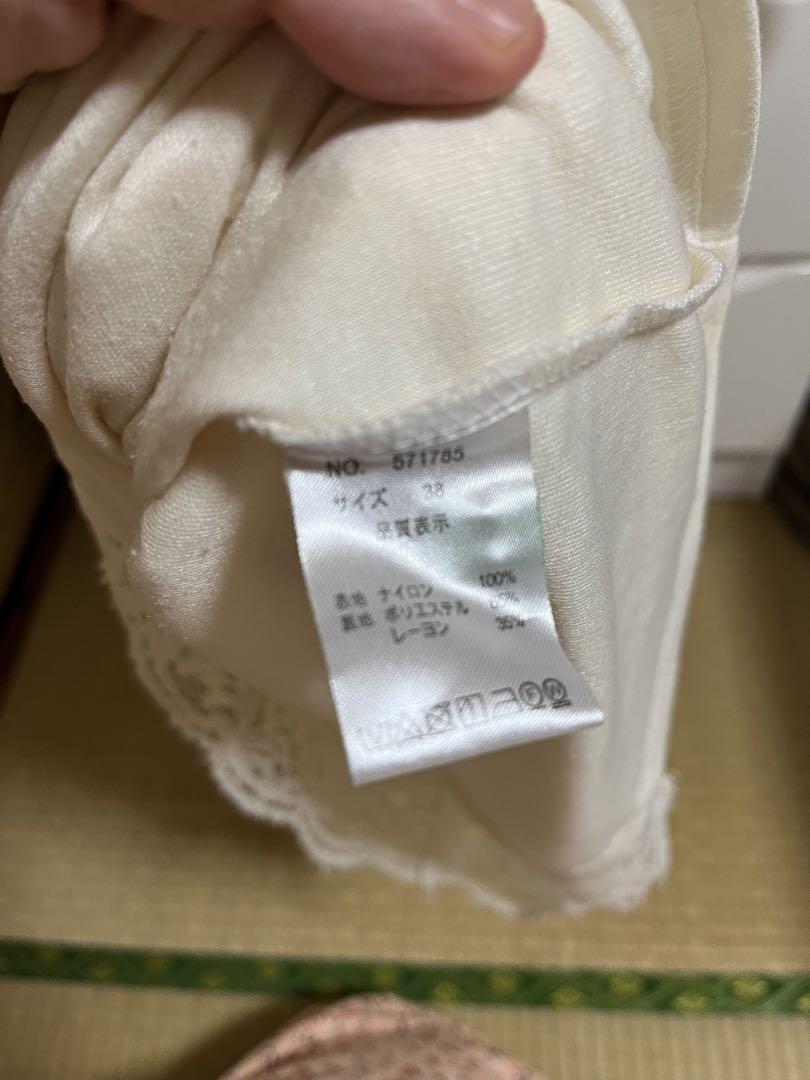 NO. 571785
サイズ 38
品質表示
表地 ナイロン 100%
裏地 ポリエステル
レーヨン 35%